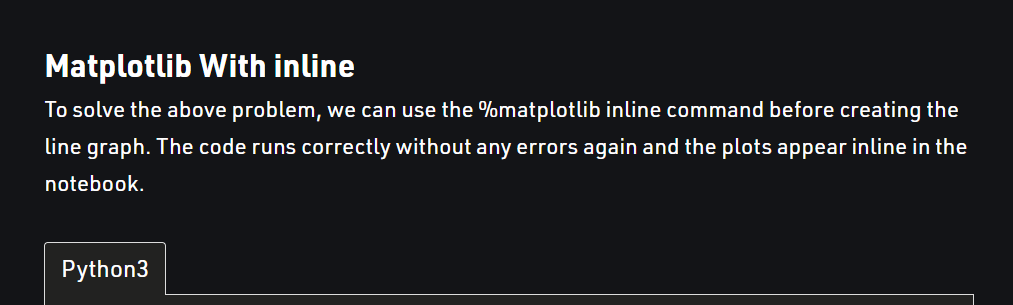 Matplotlib With inline
To solve the above problem, we can use the %matplotlib inline command before creating the
line graph. The code runs correctly without any errors again and the plots appear inline in the
notebook.
Python3